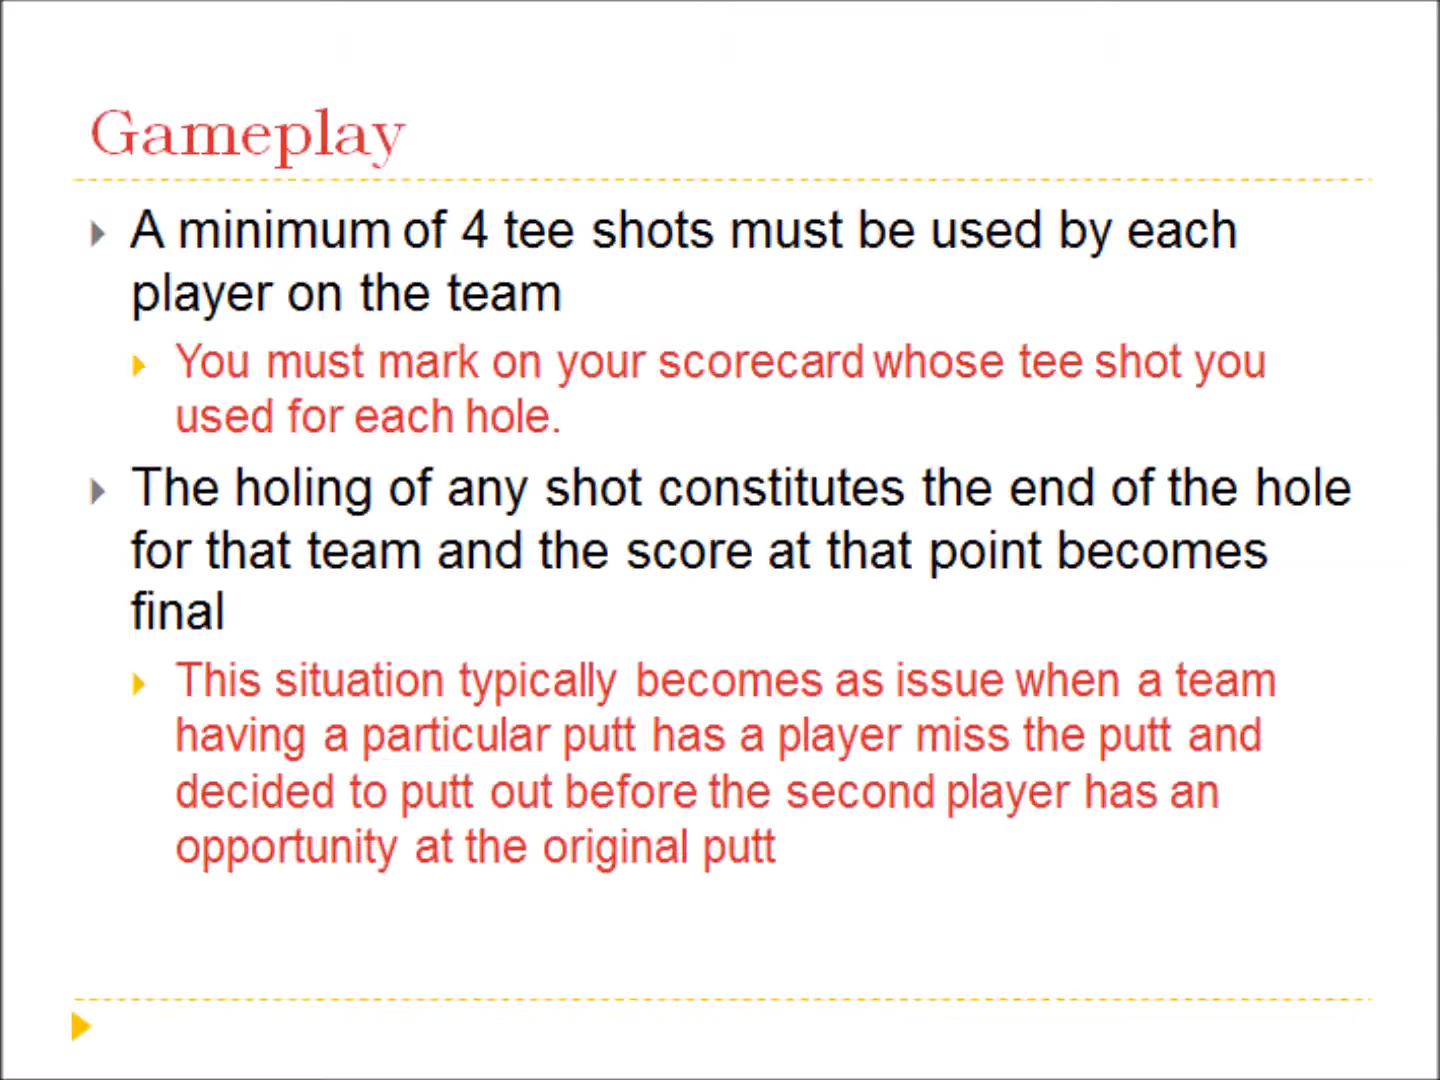 Gameplay
A minimum of 4 tee shots must be used by each
player on the team
You must mark on your scorecard whose tee shot you
used for each hole.
The holing of any shot constitutes the end of the hole
for that team and the score at that point becomes
final
This situation typically becomes as issue when a team
having a particular putt has a player miss the putt and
decided to putt out before the second player has an
opportunity at the original putt